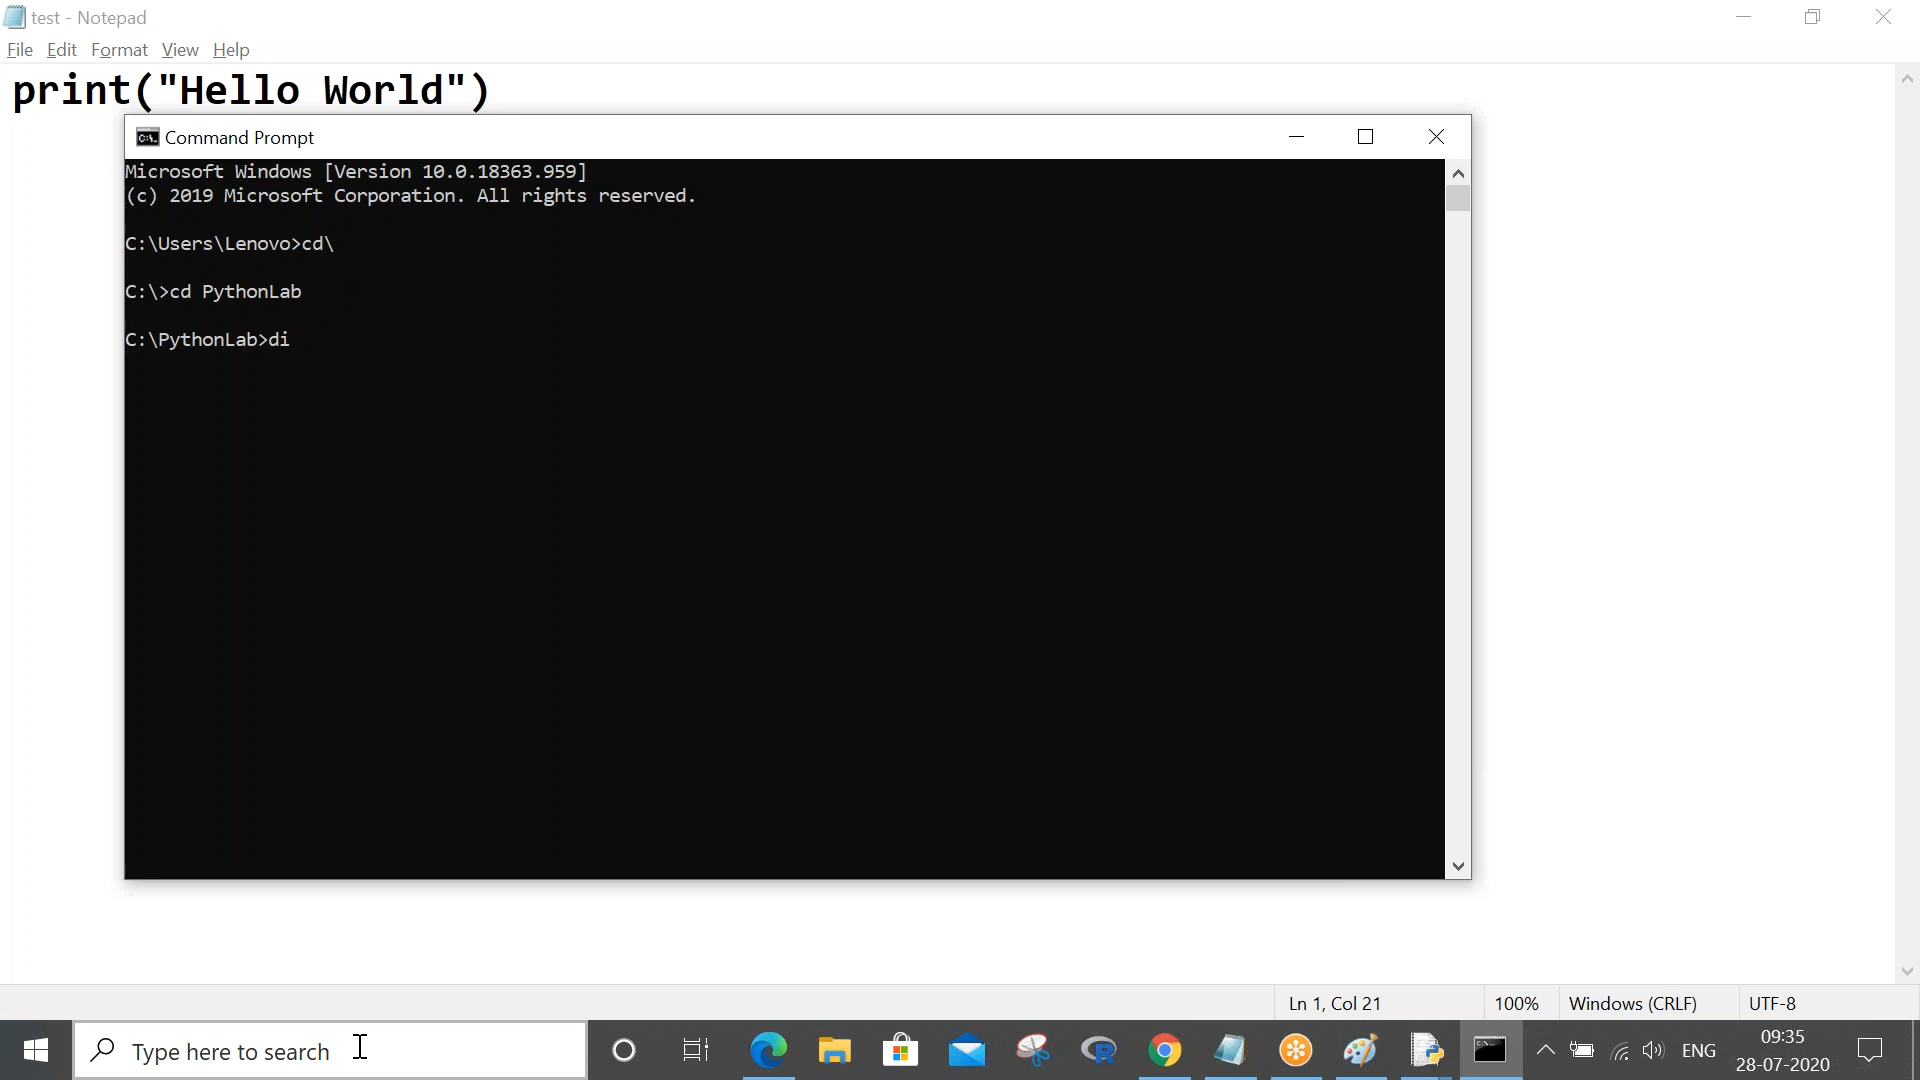 test - Notepad
File Edit Format View Help
print("Hello World")
Command Prompt
Microsoft Windows [Version 10.0.18363.959]
(c) 2019 Microsoft Corporation. All rights reserved.
C:\Users\Lenovo>cd\
C:\>cd PythonLab
C:\PythonLab>di
Ln 1, Col 21
100%
Windows (CRLF)
UTF-8
Type here to search
ENG
09:35
28-07-2020